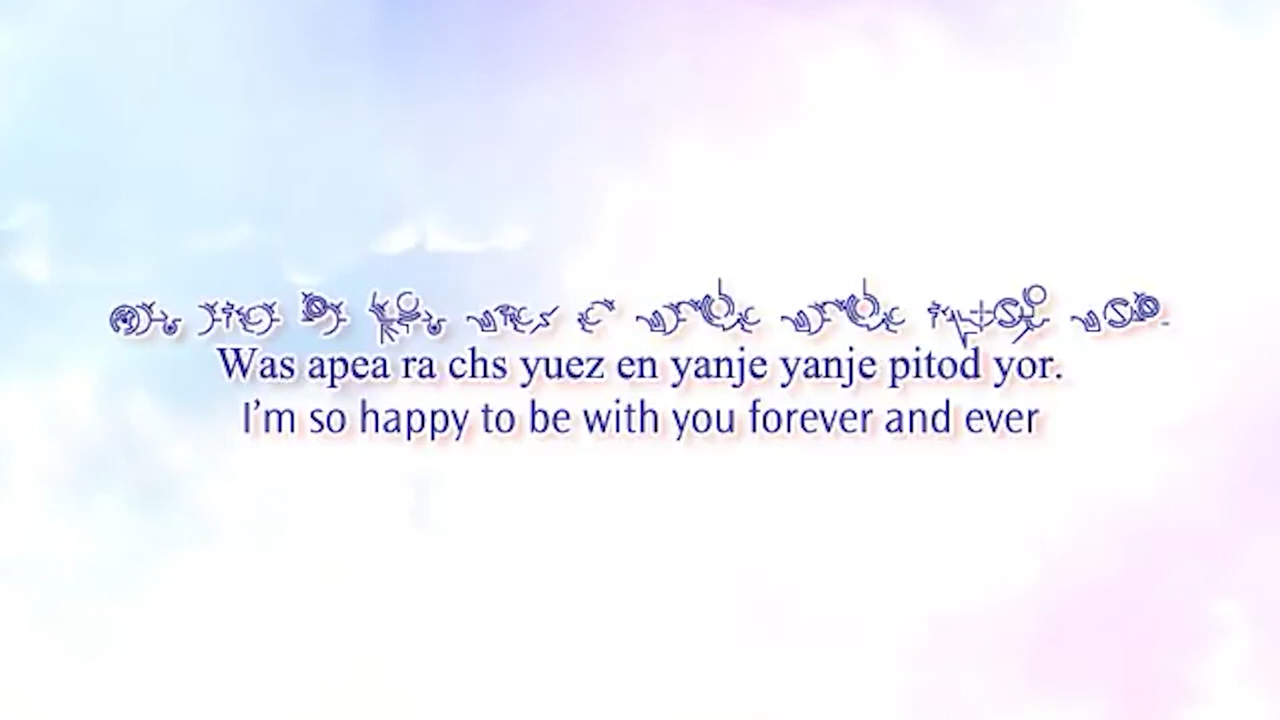 Was apea ra chs yuez en yanje yanje pitod yor.
I'm so happy to be with you forever and ever